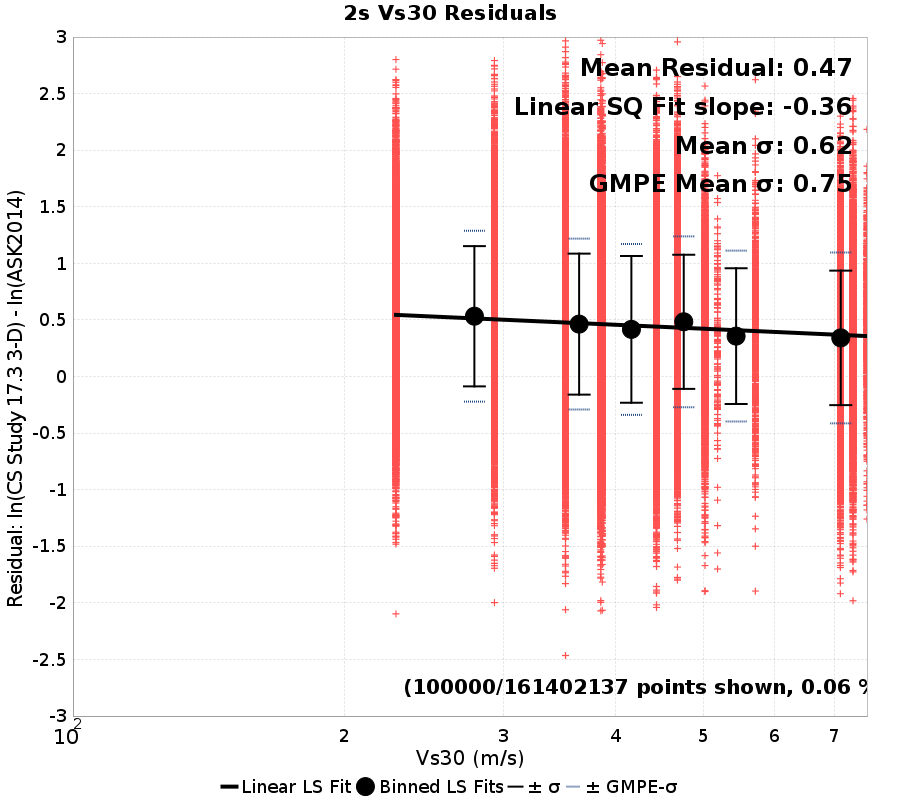 2s Vs30 Residuals
Mean Residual: 0.47
Linear SQ Fit slope: -0.36
Mean σ: 0.62
GMPE Mean σ: 0.75
Residual: ln(CS Study 17.3 3-D) - ln(ASK2014)
3
2.5
2
1.5
1
0.5
0
-0.5
-1
-1.5
-2
-2.5
-3
(100000/161402137 points shown, 0.06 %
10² 2 3 4 5 6 7
Vs30 (m/s)
Linear LS Fit Binned LS Fits ± σ ± GMPE-σ